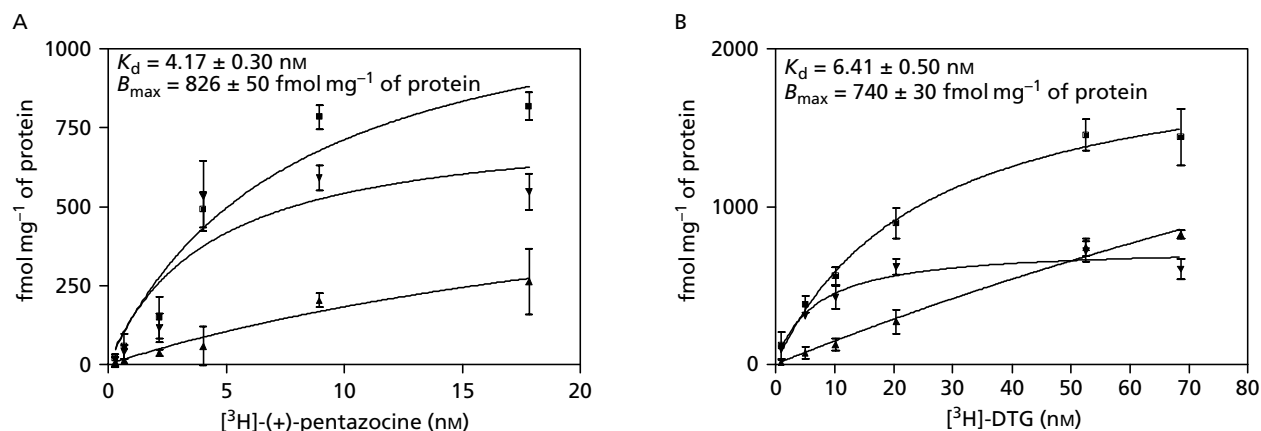 A
1000
750
500
250
0
fmol mg⁻¹ of protein
Kd = 4.17 ± 0.30 nM
Bmax = 826 ± 50 fmol mg⁻¹ of protein
0 5 10 15 20
[³H]-(+)-pentazocine (nM)
B
2000
1000
0
fmol mg⁻¹ of protein
Kd = 6.41 ± 0.50 nM
Bmax = 740 ± 30 fmol mg⁻¹ of protein
0 10 20 30 40 50 60 70 80
[³H]-DTG (nM)